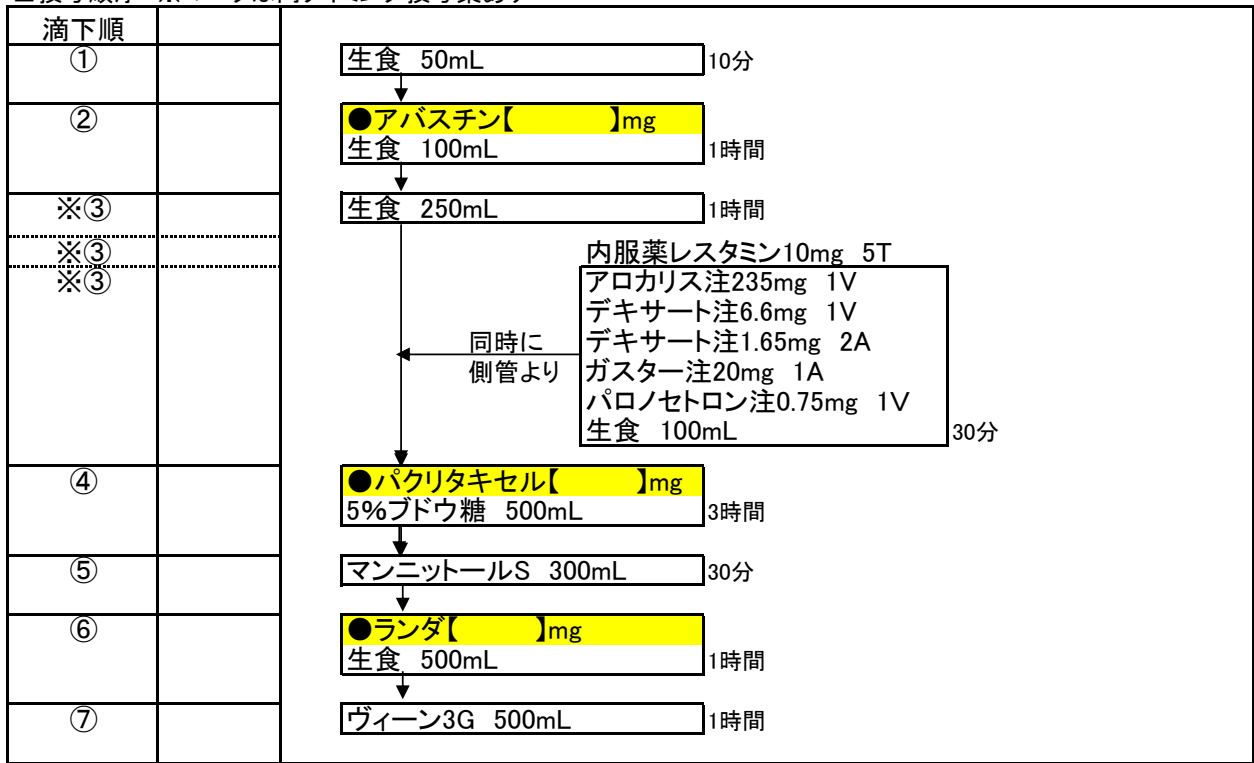 滴下順
① 生食 50mL 10分
② ●アバスチン【　　　】mg
生食 100mL 1時間
※③ 生食 250mL 1時間
※③ 内服薬レスタミン10mg 5T
※③ アロカリス注235mg 1V
デキサート注6.6mg 1V
同時に デキサート注1.65mg 2A
側管より ガスター注20mg 1A
パロノセトロン注0.75mg 1V
生食 100mL 30分
④ ●パクリタキセル【　　　】mg
5%ブドウ糖 500mL 3時間
⑤ マンニットールS 300mL 30分
⑥ ●ランダ【　　　】mg
生食 500mL 1時間
⑦ ヴィーン3G 500mL 1時間